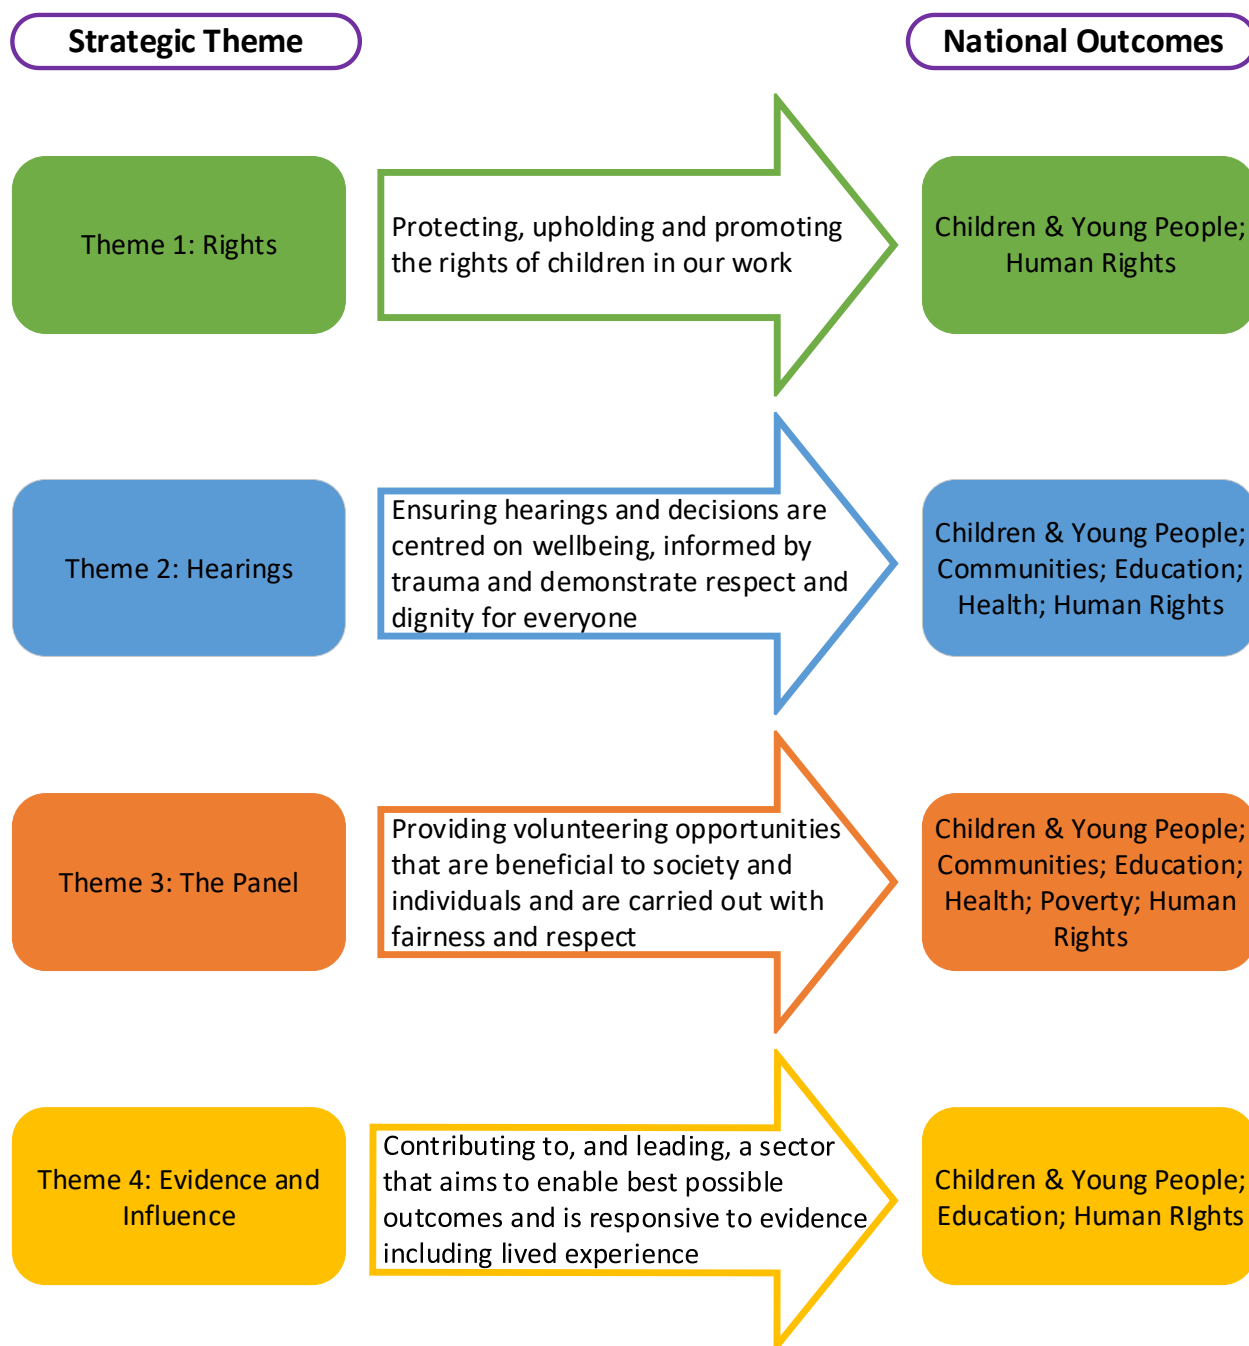 Strategic Theme
National Outcomes
Theme 1: Rights
Protecting, upholding and promoting
the rights of children in our work
Children & Young People;
Human Rights
Theme 2: Hearings
Ensuring hearings and decisions are
centred on wellbeing, informed by
trauma and demonstrate respect and
dignity for everyone
Children & Young People;
Communities; Education;
Health; Human Rights
Theme 3: The Panel
Providing volunteering opportunities
that are beneficial to society and
individuals and are carried out with
fairness and respect
Children & Young People;
Communities; Education;
Health; Poverty; Human
Rights
Theme 4: Evidence and
Influence
Contributing to, and leading, a sector
that aims to enable best possible
outcomes and is responsive to evidence
including lived experience
Children & Young People;
Education; Human RIghts